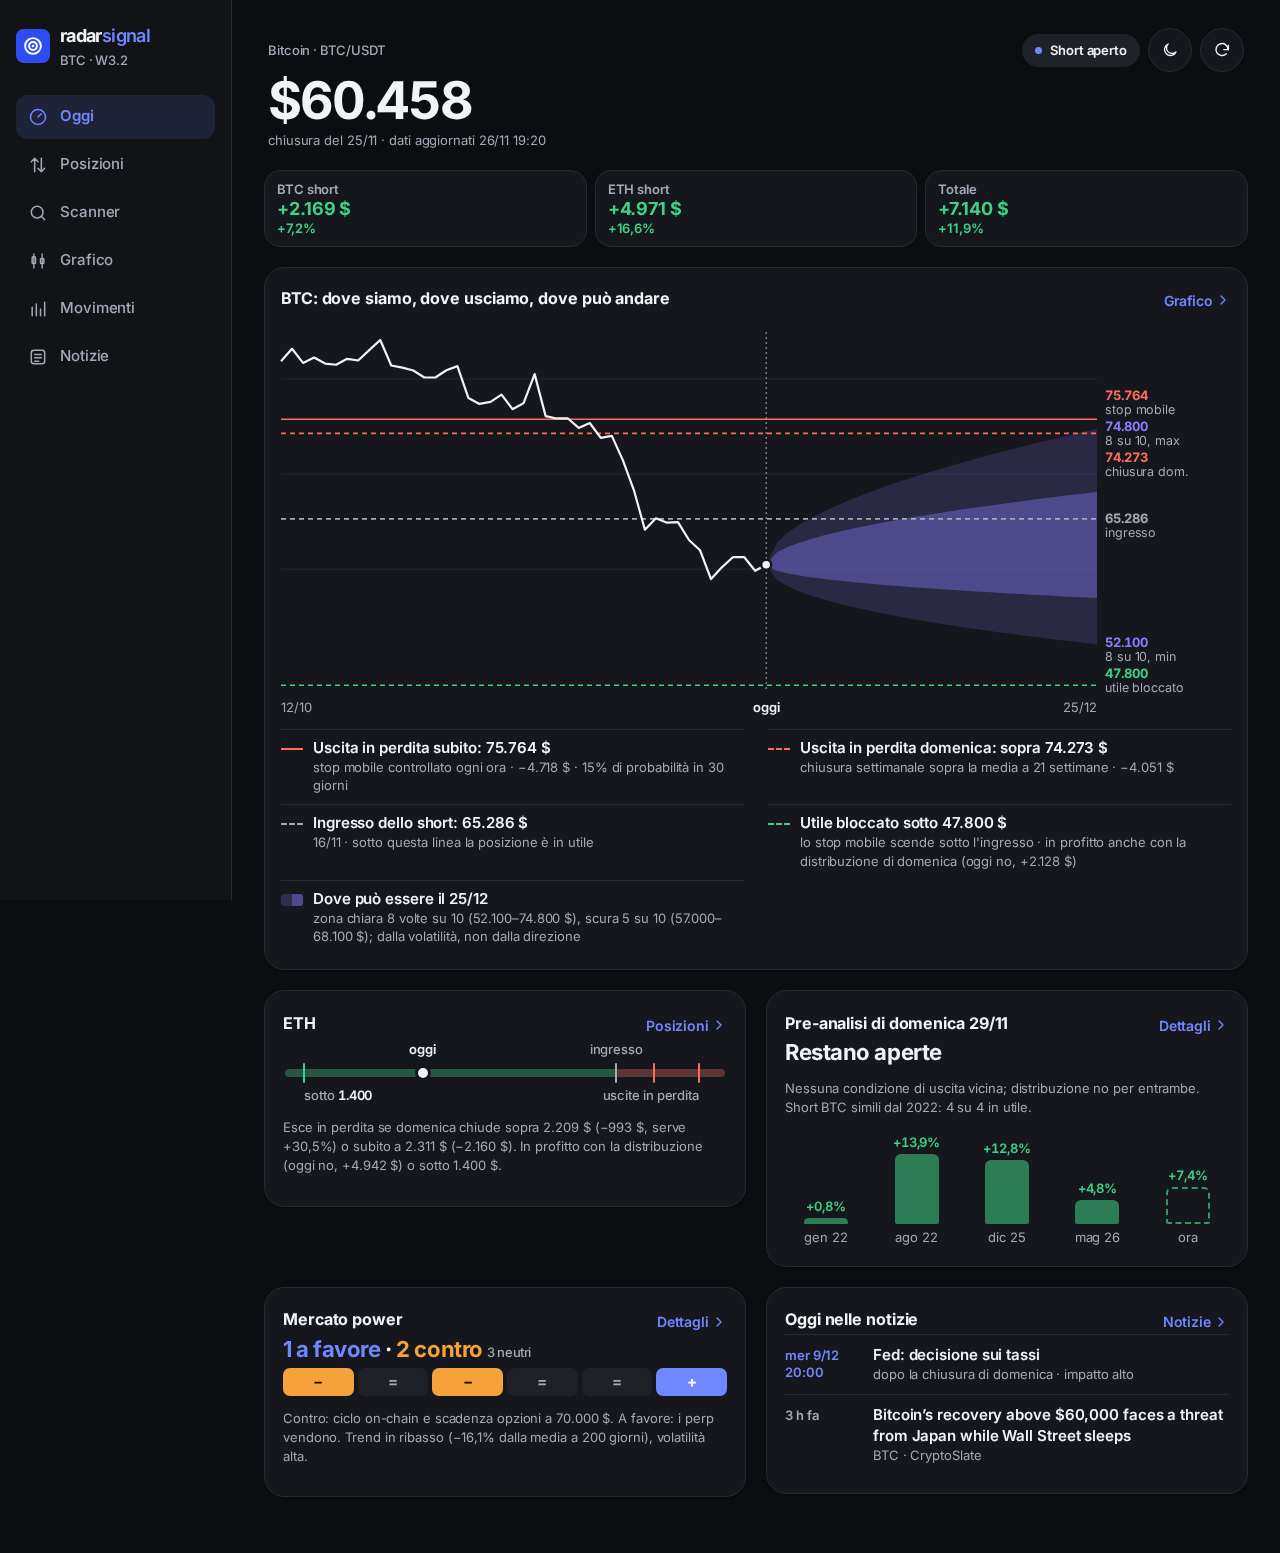 radarsignal
BTC · W3.2
Oggi
Posizioni
Scanner
Grafico
Movimenti
Notizie
Bitcoin · BTC/USDT
Short aperto
$60.458
chiusura del 25/11 · dati aggiornati 26/11 19:20
BTC short
+2.169 $
+7,2%
ETH short
+4.971 $
+16,6%
Totale
+7.140 $
+11,9%
BTC: dove siamo, dove usciamo, dove può andare
Grafico
75.764
stop mobile
74.800
8 su 10, max
74.273
chiusura dom.
65.286
ingresso
52.100
8 su 10, min
47.800
utile bloccato
12/10
oggi
25/12
Uscita in perdita subito: 75.764 $
stop mobile controllato ogni ora · −4.718 $ · 15% di probabilità in 30
giorni
Uscita in perdita domenica: sopra 74.273 $
chiusura settimanale sopra la media a 21 settimane · −4.051 $
Ingresso dello short: 65.286 $
16/11 · sotto questa linea la posizione è in utile
Utile bloccato sotto 47.800 $
lo stop mobile scende sotto l'ingresso · in profitto anche con la
distribuzione di domenica (oggi no, +2.128 $)
Dove può essere il 25/12
zona chiara 8 volte su 10 (52.100–74.800 $), scura 5 su 10 (57.000–
68.100 $); dalla volatilità, non dalla direzione
ETH
Posizioni
oggi
ingresso
sotto 1.400
uscite in perdita
Esce in perdita se domenica chiude sopra 2.209 $ (−993 $, serve
+30,5%) o subito a 2.311 $ (−2.160 $). In profitto con la distribuzione
(oggi no, +4.942 $) o sotto 1.400 $.
Pre-analisi di domenica 29/11
Dettagli
Restano aperte
Nessuna condizione di uscita vicina; distribuzione no per entrambe.
Short BTC simili dal 2022: 4 su 4 in utile.
+0,8%
+13,9%
+12,8%
+4,8%
+7,4%
gen 22
ago 22
dic 25
mag 26
ora
Mercato power
Dettagli
1 a favore · 2 contro 3 neutri
− = − = = +
Contro: ciclo on-chain e scadenza opzioni a 70.000 $. A favore: i perp
vendono. Trend in ribasso (−16,1% dalla media a 200 giorni), volatilità
alta.
Oggi nelle notizie
Notizie
mer 9/12
20:00
Fed: decisione sui tassi
dopo la chiusura di domenica · impatto alto
3 h fa
Bitcoin's recovery above $60,000 faces a threat
from Japan while Wall Street sleeps
BTC · CryptoSlate